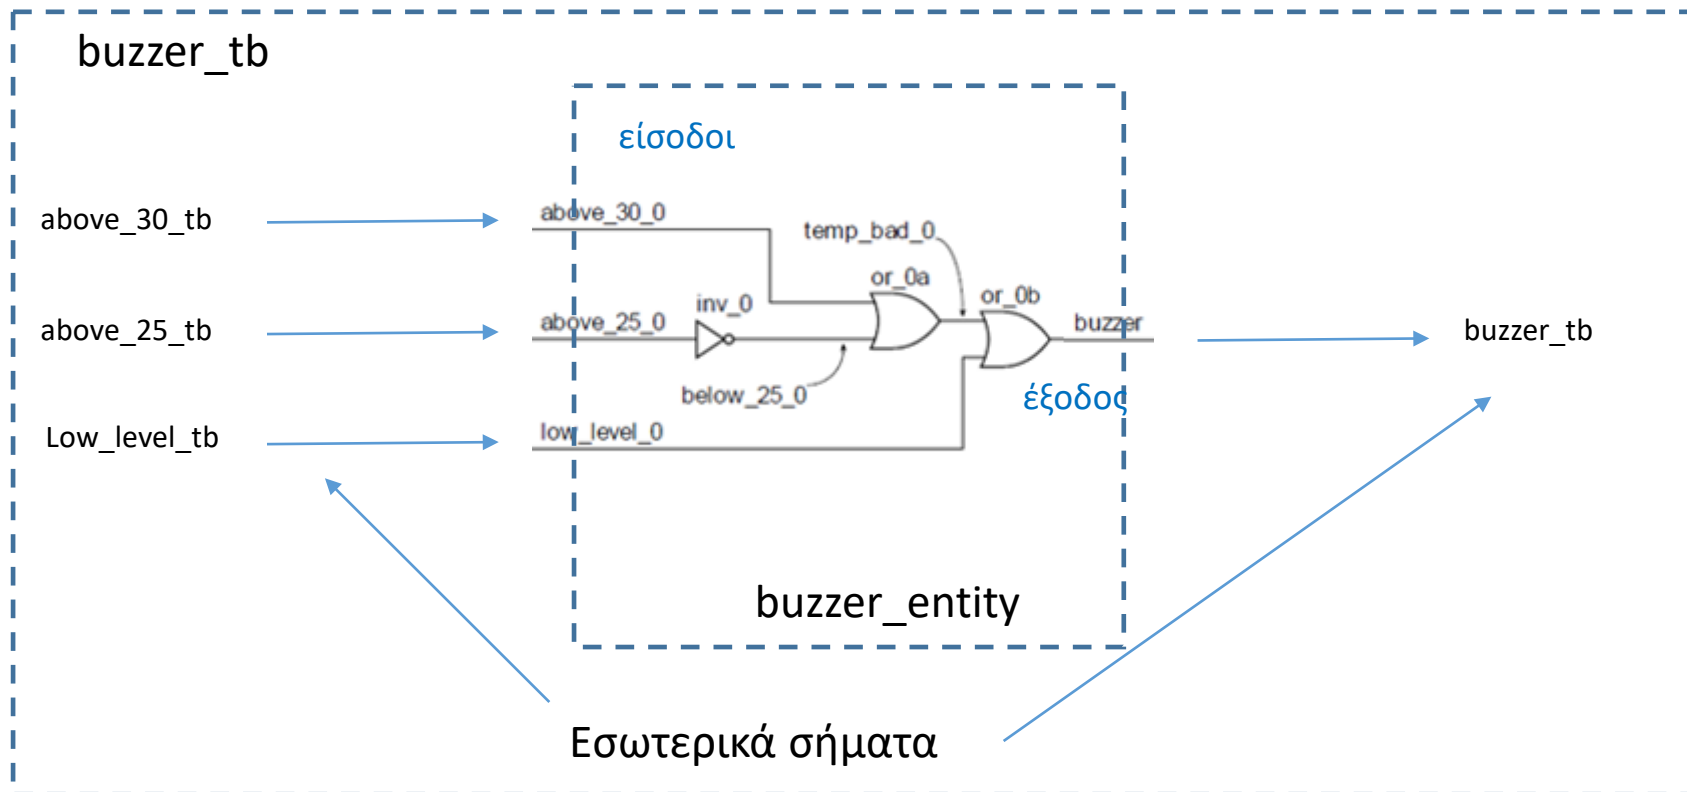 buzzer_tb
είσοδοι
above_30_tb
above_30_0
temp_bad_0
or_0a
or_0b
inv_0
above_25_tb
above_25_0
buzzer
buzzer_tb
below_25_0
έξοδος
Low_level_tb
low_level_0
buzzer_entity
Εσωτερικά σήματα